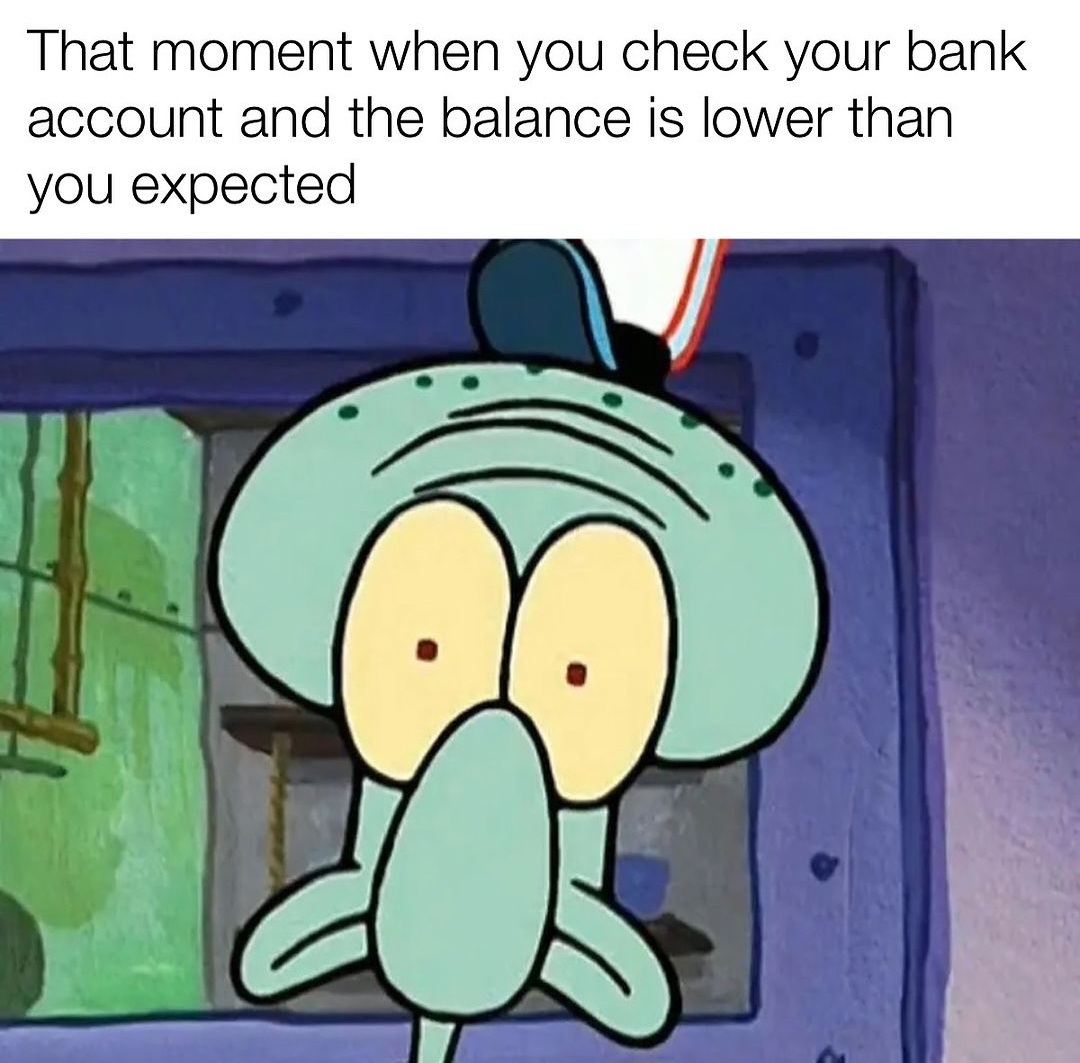 That moment when you check your bank
account and the balance is lower than
you expected